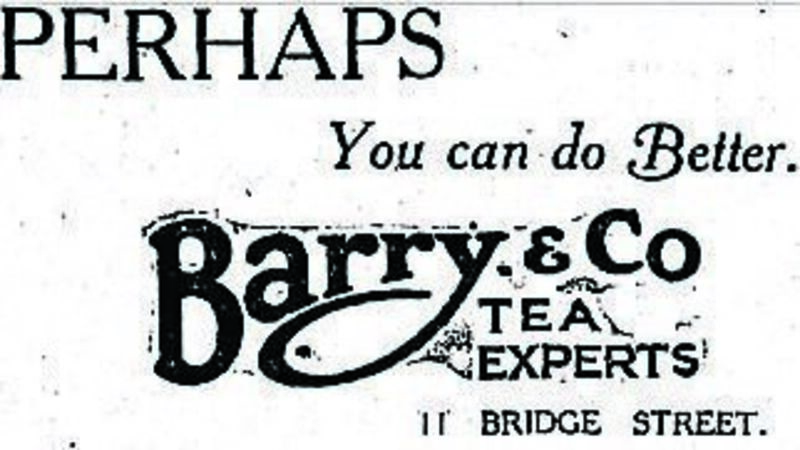 PERHAPS
You can do Better.
Barry. & Co
TEA
EXPERTS
11 BRIDGE STREET.